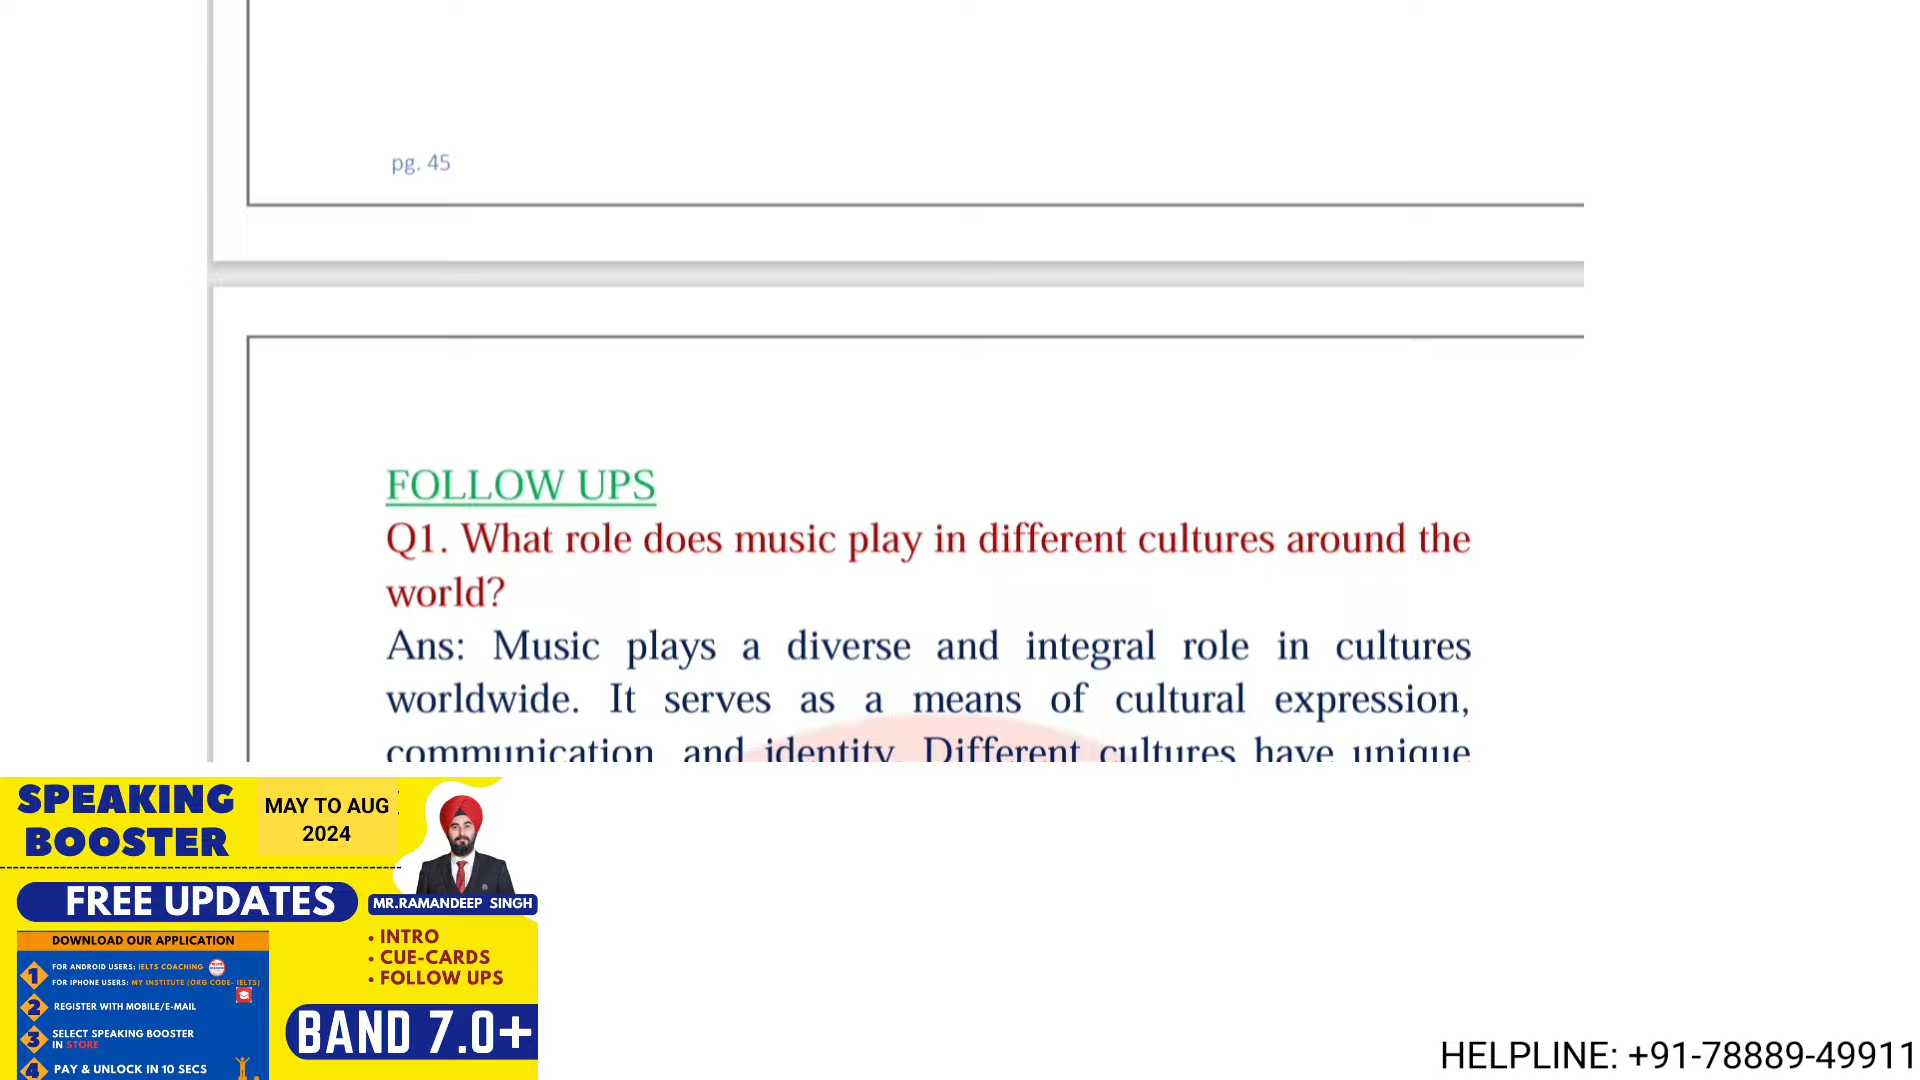 pg. 45
FOLLOW UPS
Q1. What role does music play in different cultures around the
world?
Ans: Music plays a diverse and integral role in cultures
worldwide. It serves as a means of cultural expression,
communication, and identity. Different cultures have unique
SPEAKING
BOOSTER
MAY TO AUG
2024
FREE UPDATES
MR.RAMANDEEP SINGH
DOWNLOAD OUR APPLICATION
1 FOR ANDROID USERS: IELTS COACHING
FOR IPHONE USERS: MY INSTITUTE (ORG CODE- IELTS)
2 REGISTER WITH MOBILE/E-MAIL
3 SELECT SPEAKING BOOSTER
IN STORE
4 PAY & UNLOCK IN 10 SECS
• INTRO
• CUE-CARDS
• FOLLOW UPS
BAND 7.0+
HELPLINE: +91-78889-49911